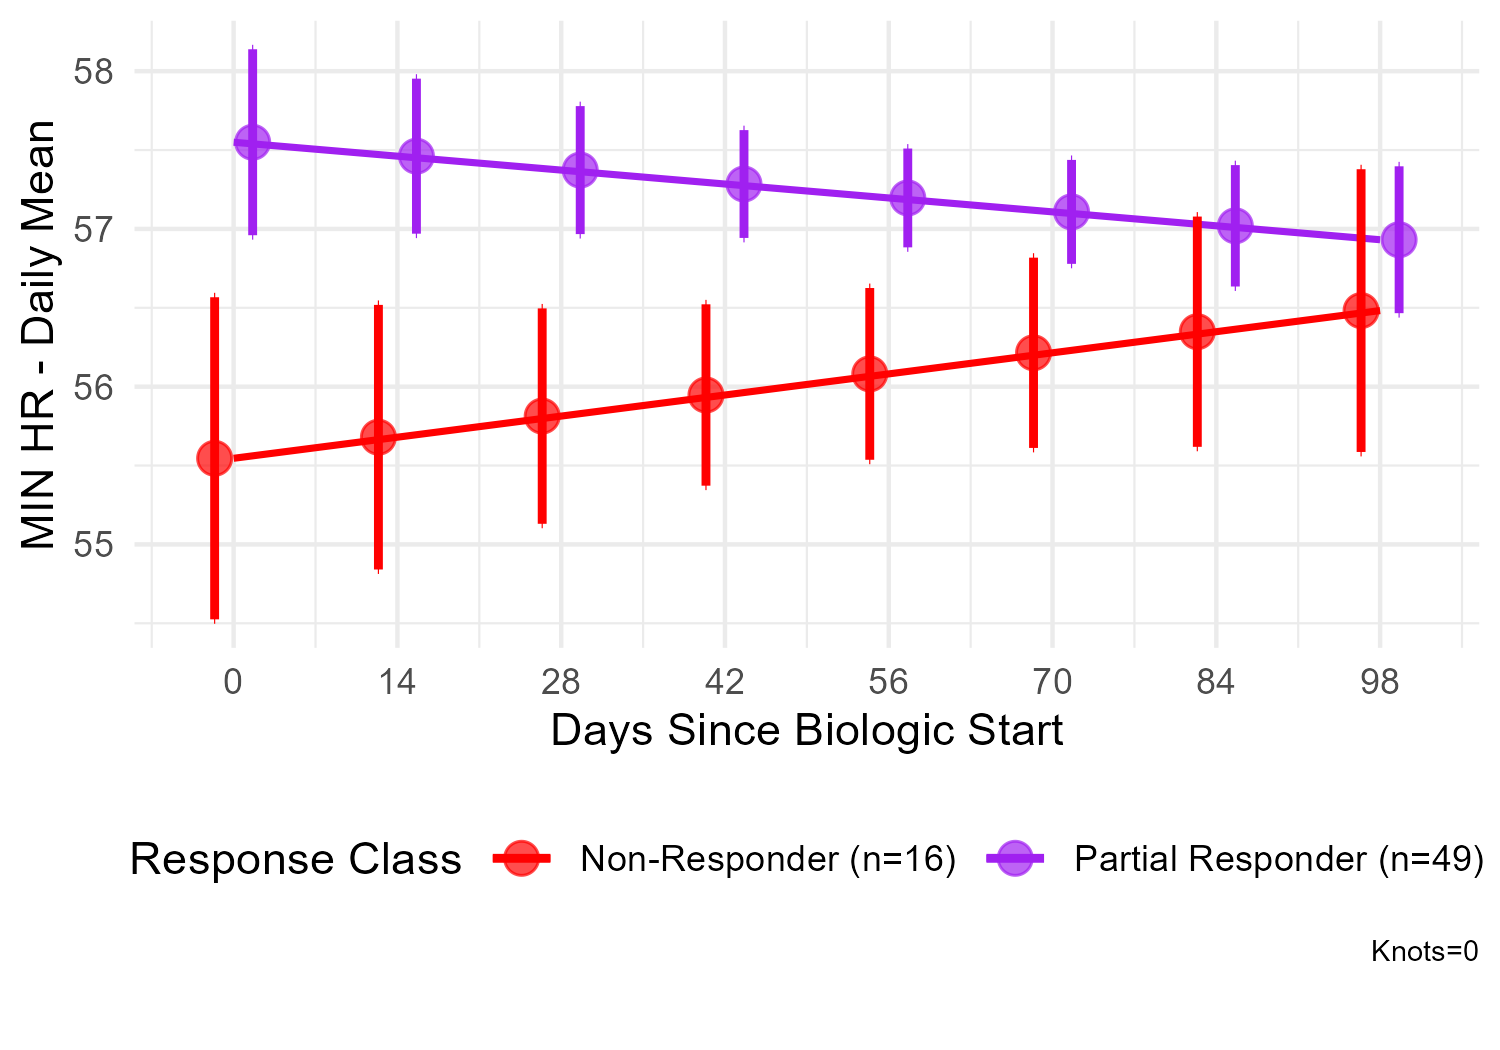 MIN HR - Daily Mean
58
57
56
55
0 14 28 42 56 70 84 98
Days Since Biologic Start
Response Class Non-Responder (n=16) Partial Responder (n=49)
Knots=0